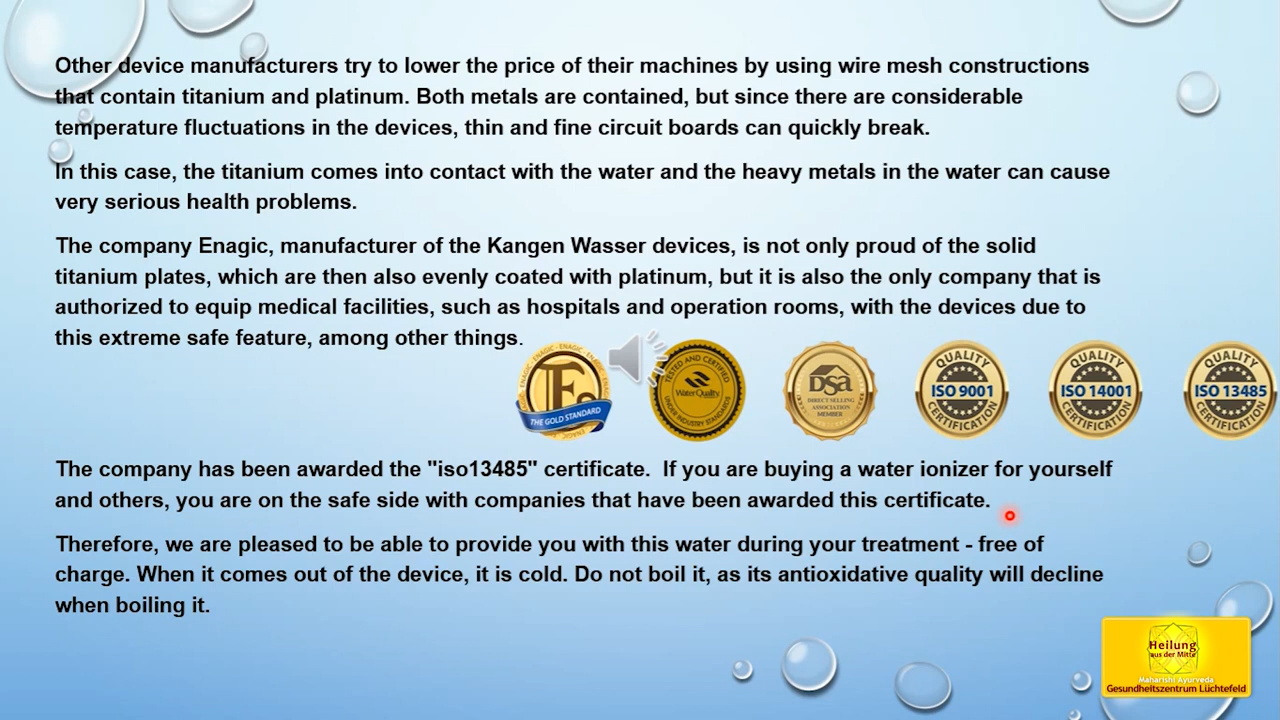 Other device manufacturers try to lower the price of their machines by using wire mesh constructions
that contain titanium and platinum. Both metals are contained, but since there are considerable
temperature fluctuations in the devices, thin and fine circuit boards can quickly break.
In this case, the titanium comes into contact with the water and the heavy metals in the water can cause
very serious health problems.
The company Enagic, manufacturer of the Kangen Wasser devices, is not only proud of the solid
titanium plates, which are then also evenly coated with platinum, but it is also the only company that is
authorized to equip medical facilities, such as hospitals and operation rooms, with the devices due to
this extreme safe feature, among other things.
THE GOLD STANDARD
TESTED AND CERTIFIED
WaterQuality
UNDER INDUSTRY STANDARDS
DSa
DIRECT SELLING
ASSOCIATION
MEMBER
QUALITY
ISO 9001
CERTIFICATION
QUALITY
ISO 14001
CERTIFICATION
QUALITY
ISO 13485
CERTIFICATION
The company has been awarded the "iso13485" certificate.  If you are buying a water ionizer for yourself
and others, you are on the safe side with companies that have been awarded this certificate.
Therefore, we are pleased to be able to provide you with this water during your treatment - free of
charge. When it comes out of the device, it is cold. Do not boil it, as its antioxidative quality will decline
when boiling it.
Heilung
aus der Mitte
Maharishi Ayurveda
Gesundheitszentrum Lüchtefeld